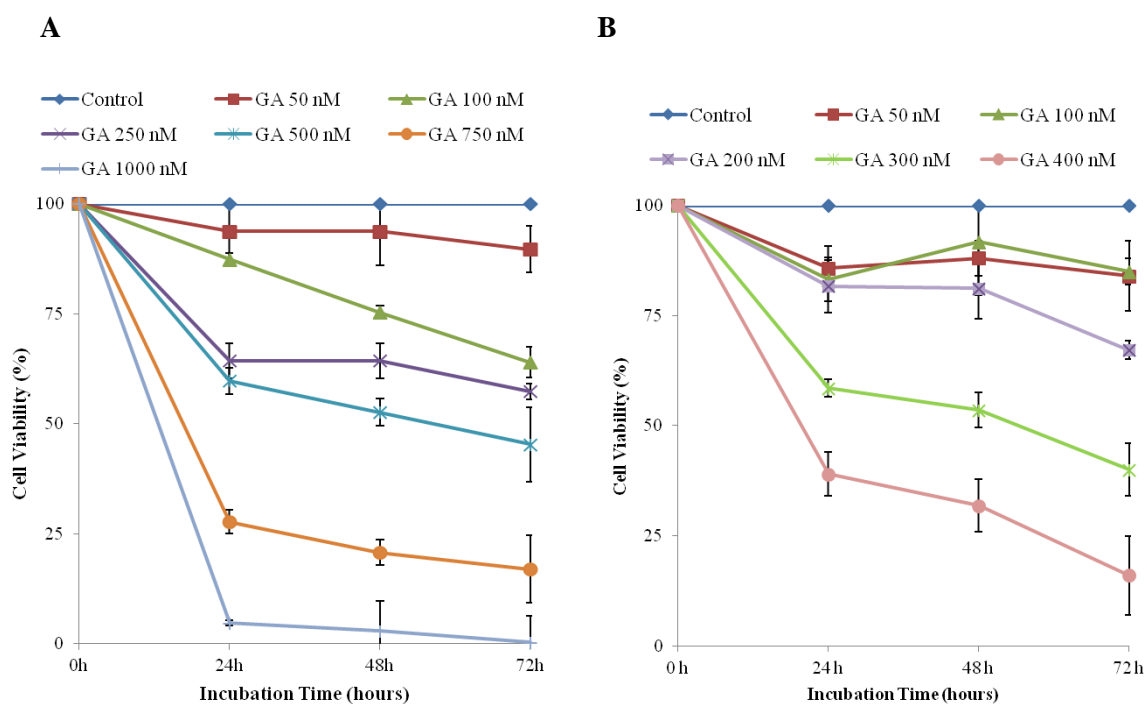 A
Control
GA 50 nM
GA 100 nM
GA 250 nM
GA 500 nM
GA 750 nM
GA 1000 nM
100
75
50
25
0
Cell Viability (%)
0h
24h
48h
72h
Incubation Time (hours)
B
Control
GA 50 nM
GA 100 nM
GA 200 nM
GA 300 nM
GA 400 nM
100
75
50
25
0
Cell Viability (%)
0 h
24h
48h
72h
Incubation Time (hours)